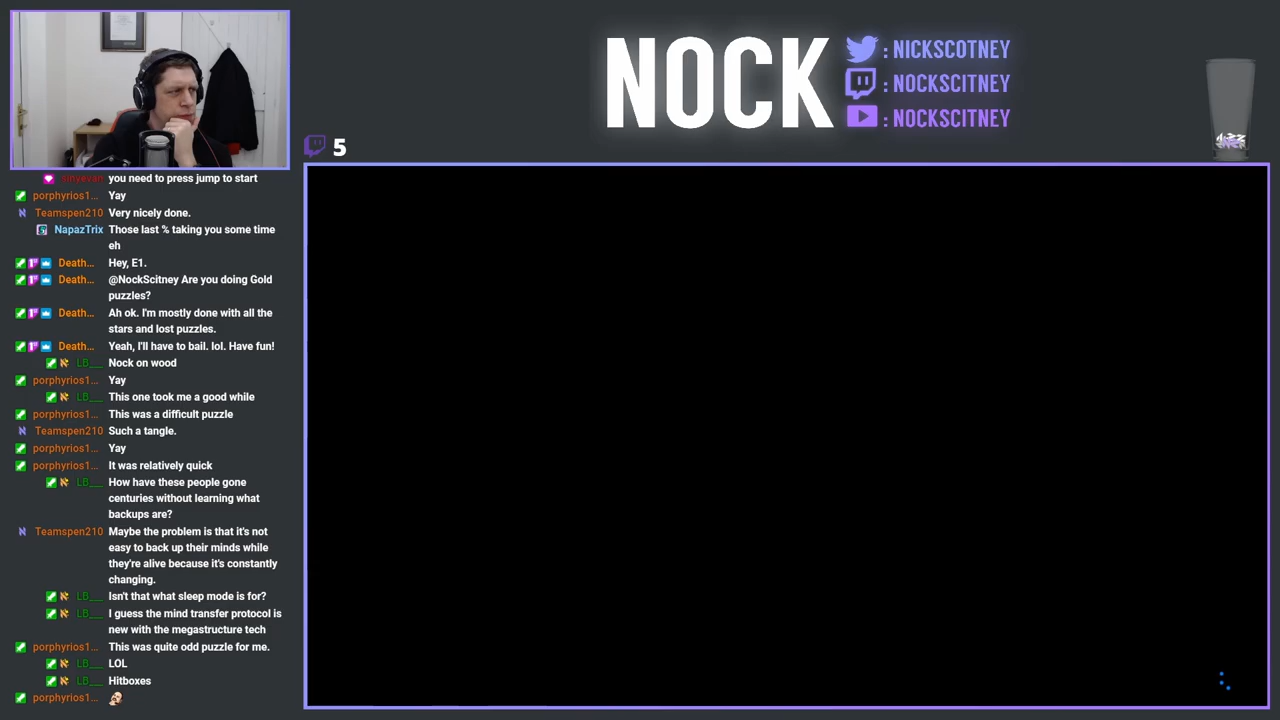 NOCK
: NICKSCOTNEY
: NOCKSCITNEY
: NOCKSCITNEY
5
you need to press jump to start
porphyrios1... Yay
Teamspen210 Very nicely done.
NapazTrix Those last % taking you some time
eh
Death... Hey, E1.
Death... @NockScitney Are you doing Gold
puzzles?
Death... Ah ok. I'm mostly done with all the
stars and lost puzzles.
Death... Yeah, I'll have to bail. lol. Have fun!
LB__ Nock on wood
porphyrios1... Yay
LB__ This one took me a good while
porphyrios1... This was a difficult puzzle
Teamspen210 Such a tangle.
porphyrios1... Yay
porphyrios1... It was relatively quick
LB__ How have these people gone
centuries without learning what
backups are?
Teamspen210 Maybe the problem is that it's not
easy to back up their minds while
they're alive because it's constantly
changing.
LB__ Isn't that what sleep mode is for?
LB__ I guess the mind transfer protocol is
new with the megastructure tech
porphyrios1... This was quite odd puzzle for me.
LB__ LOL
LB__ Hitboxes
porphyrios1...